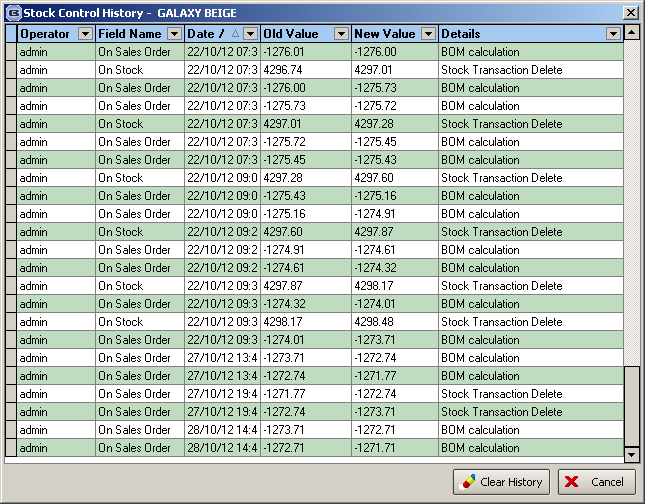 Stock Control History - GALAXY BEIGE
Operator Field Name Date / Old Value New Value Details
admin On Sales Order 22/10/12 07:3 -1276.01 -1276.00 BOM calculation
admin On Stock 22/10/12 07:3 4296.74 4297.01 Stock Transaction Delete
admin On Sales Order 22/10/12 07:3 -1276.00 -1275.73 BOM calculation
admin On Sales Order 22/10/12 07:3 -1275.73 -1275.72 BOM calculation
admin On Stock 22/10/12 07:3 4297.01 4297.28 Stock Transaction Delete
admin On Sales Order 22/10/12 07:3 -1275.72 -1275.45 BOM calculation
admin On Sales Order 22/10/12 07:3 -1275.45 -1275.43 BOM calculation
admin On Stock 22/10/12 09:0 4297.28 4297.60 Stock Transaction Delete
admin On Sales Order 22/10/12 09:0 -1275.43 -1275.16 BOM calculation
admin On Sales Order 22/10/12 09:0 -1275.16 -1274.91 BOM calculation
admin On Stock 22/10/12 09:2 4297.60 4297.87 Stock Transaction Delete
admin On Sales Order 22/10/12 09:2 -1274.91 -1274.61 BOM calculation
admin On Sales Order 22/10/12 09:2 -1274.61 -1274.32 BOM calculation
admin On Stock 22/10/12 09:3 4297.87 4298.17 Stock Transaction Delete
admin On Sales Order 22/10/12 09:3 -1274.32 -1274.01 BOM calculation
admin On Stock 22/10/12 09:3 4298.17 4298.48 Stock Transaction Delete
admin On Sales Order 22/10/12 09:3 -1274.01 -1273.71 BOM calculation
admin On Sales Order 27/10/12 13:4 -1273.71 -1272.74 BOM calculation
admin On Sales Order 27/10/12 13:4 -1272.74 -1271.77 BOM calculation
admin On Sales Order 27/10/12 19:4 -1271.77 -1272.74 Stock Transaction Delete
admin On Sales Order 27/10/12 19:4 -1272.74 -1273.71 Stock Transaction Delete
admin On Sales Order 28/10/12 14:4 -1273.71 -1272.71 BOM calculation
admin On Sales Order 28/10/12 14:4 -1272.71 -1271.71 BOM calculation
Clear History Cancel